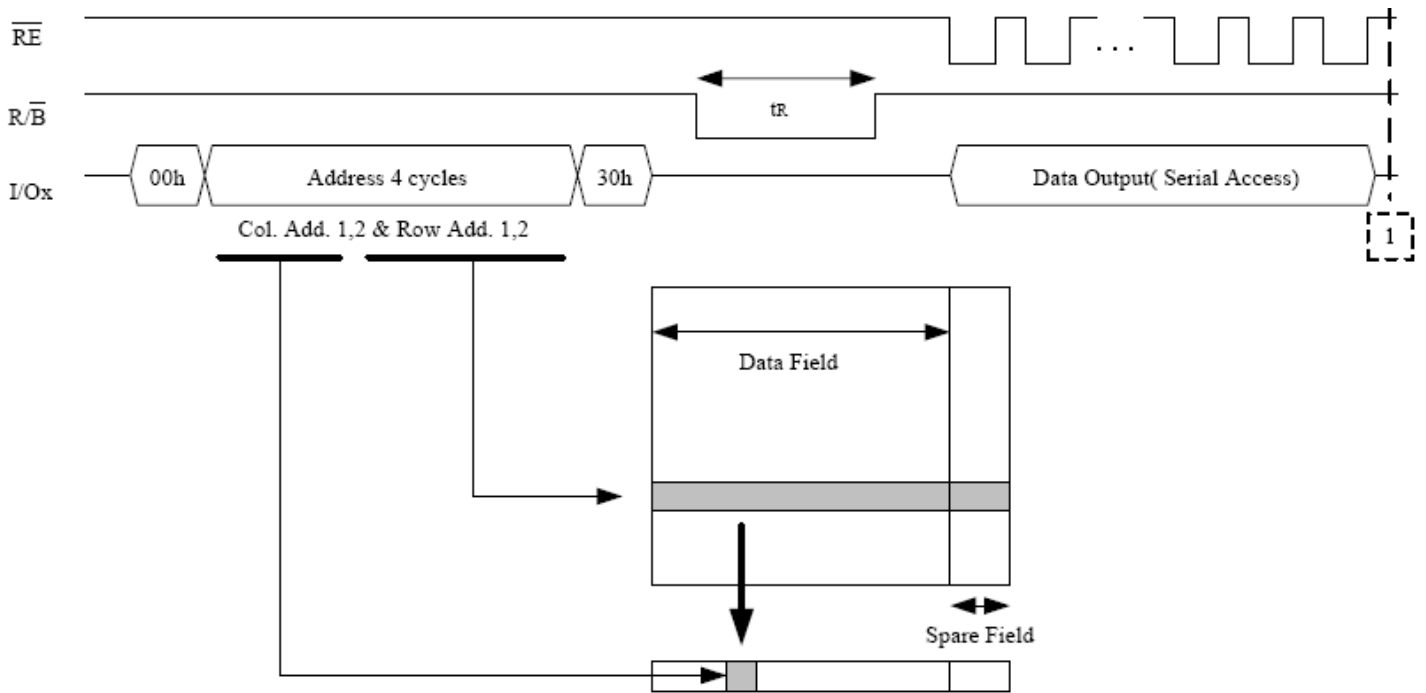 RE
R/B
tR
I/Ox
00h
Address 4 cycles
30h
Data Output( Serial Access)
Col. Add. 1,2 & Row Add. 1,2
1
. . .
Data Field
Spare Field